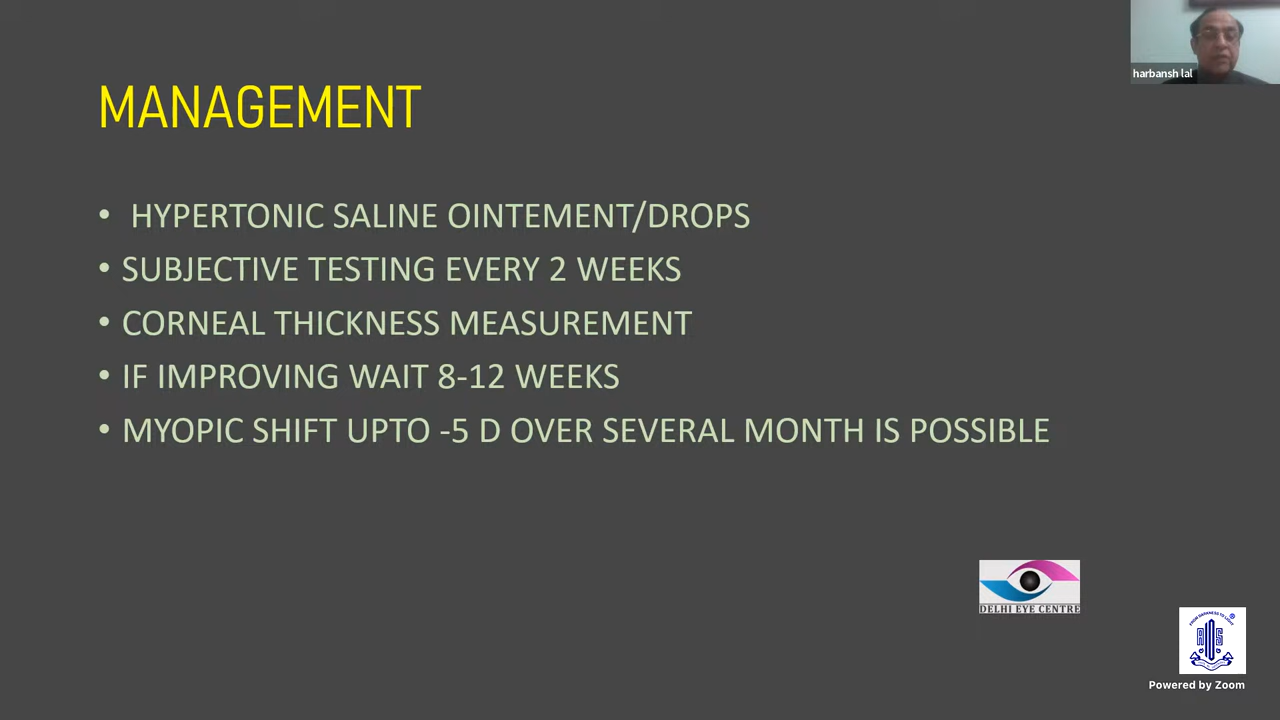 harbansh lal
MANAGEMENT
• HYPERTONIC SALINE OINTEMENT/DROPS
• SUBJECTIVE TESTING EVERY 2 WEEKS
• CORNEAL THICKNESS MEASUREMENT
• IF IMPROVING WAIT 8-12 WEEKS
• MYOPIC SHIFT UPTO -5 D OVER SEVERAL MONTH IS POSSIBLE
DELHI EYE CENTRE
Powered by Zoom